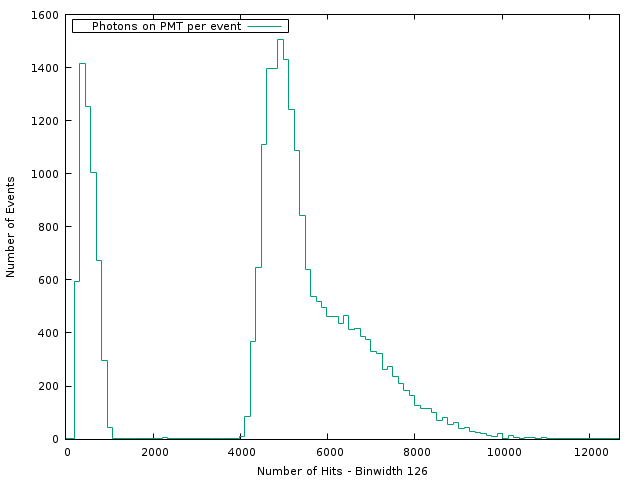 Photons on PMT per event
1600
1400
1200
1000
800
600
400
200
0
Number of Events
0 2000 4000 6000 8000 10000 12000
Number of Hits - Binwidth 126